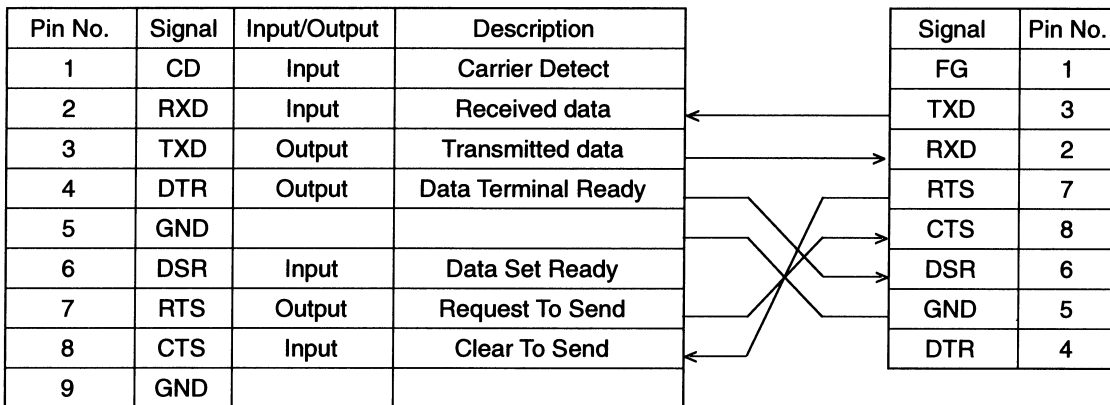 Pin No. Signal Input/Output Description Signal Pin No.
1 CD Input Carrier Detect FG 1
2 RXD Input Received data TXD 3
3 TXD Output Transmitted data RXD 2
4 DTR Output Data Terminal Ready RTS 7
5 GND CTS 8
6 DSR Input Data Set Ready DSR 6
7 RTS Output Request To Send GND 5
8 CTS Input Clear To Send DTR 4
9 GND